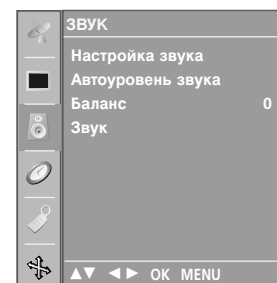 ЗВУК
Настройка звука
Автоуровень звука
Баланс 0
Звук
▲▼ ◄► OK MENU